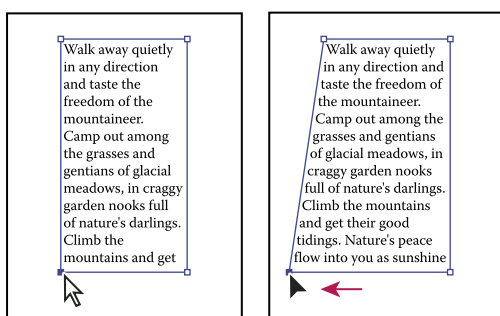 Walk away quietly
in any direction
and taste the
freedom of the
mountaineer.
Camp out among
the grasses and
gentians of glacial
meadows, in craggy
garden nooks full
of nature's darlings.
Climb the
mountains and get
Walk away quietly
in any direction and
taste the freedom of
the mountaineer.
Camp out among the
grasses and gentians
of glacial meadows, in
craggy garden nooks
full of nature's darlings.
Climb the mountains
and get their good
tidings. Nature's peace
flow into you as sunshine